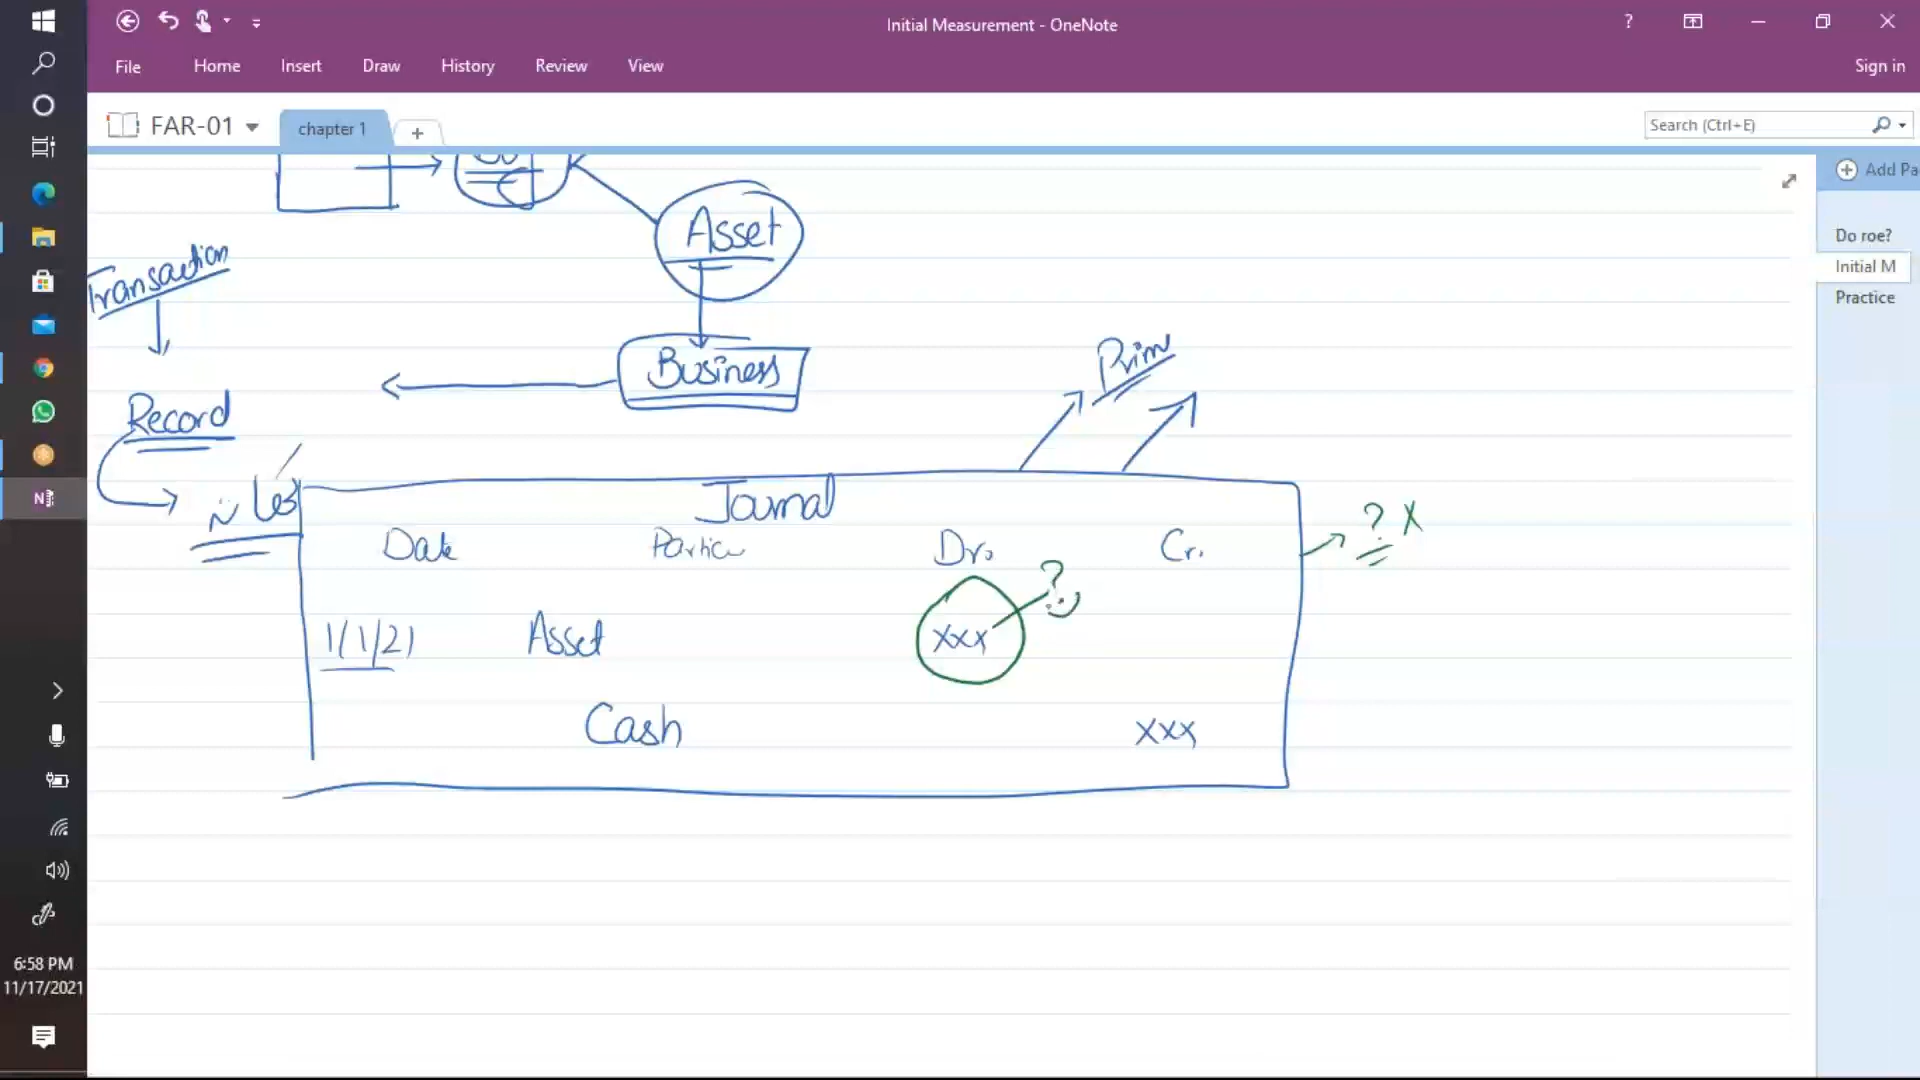 Initial Measurement - OneNote
?
File Home Insert Draw History Review View
Sign in
FAR-01 chapter 1 +
Search (Ctrl+E)
Add Pa
Do roe?
Initial M
Practice
Asset
Transaction
Business
Prim
Record
Journal
? X
Date Partic Dr. Cr.
?
1/1/21 Asset xxx
Cash xxx
N
6:58 PM
11/17/2021